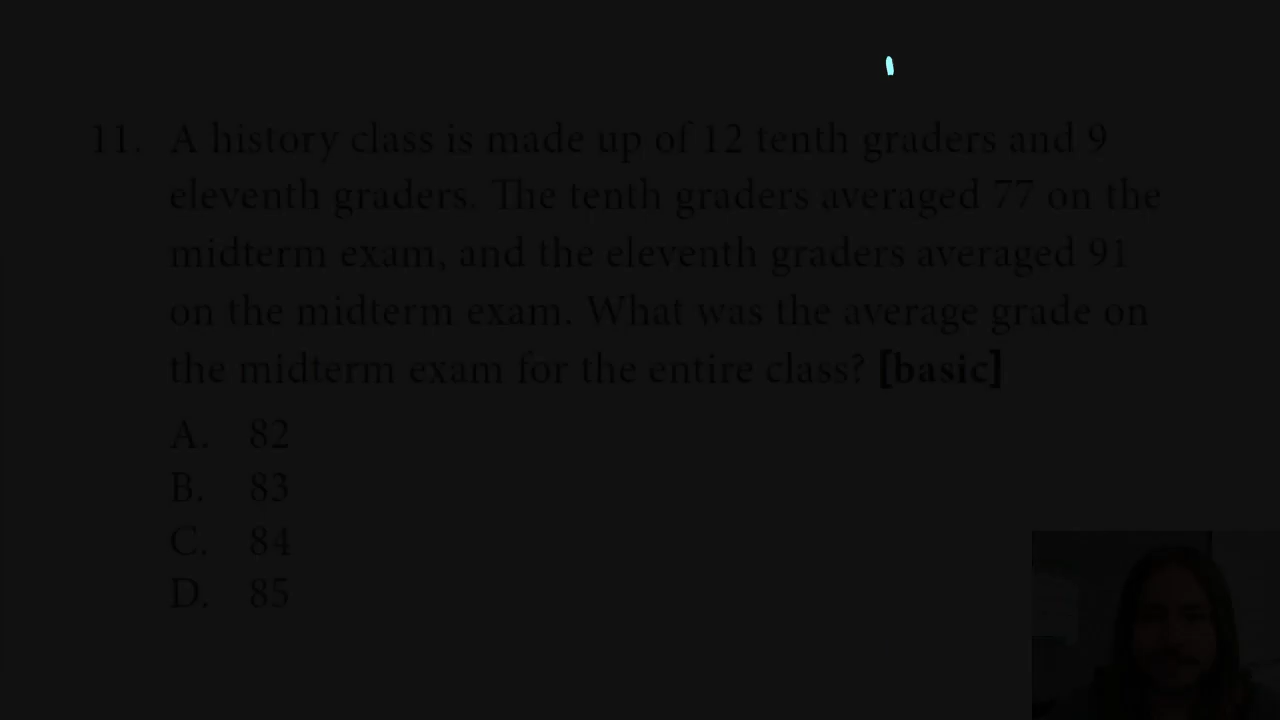 11. A history class is made up of 12 tenth graders and 9
eleventh graders. The tenth graders averaged 77 on the
midterm exam, and the eleventh graders averaged 91
on the midterm exam. What was the average grade on
the midterm exam for the entire class? [basic]
A. 82
B. 83
C. 84
D. 85